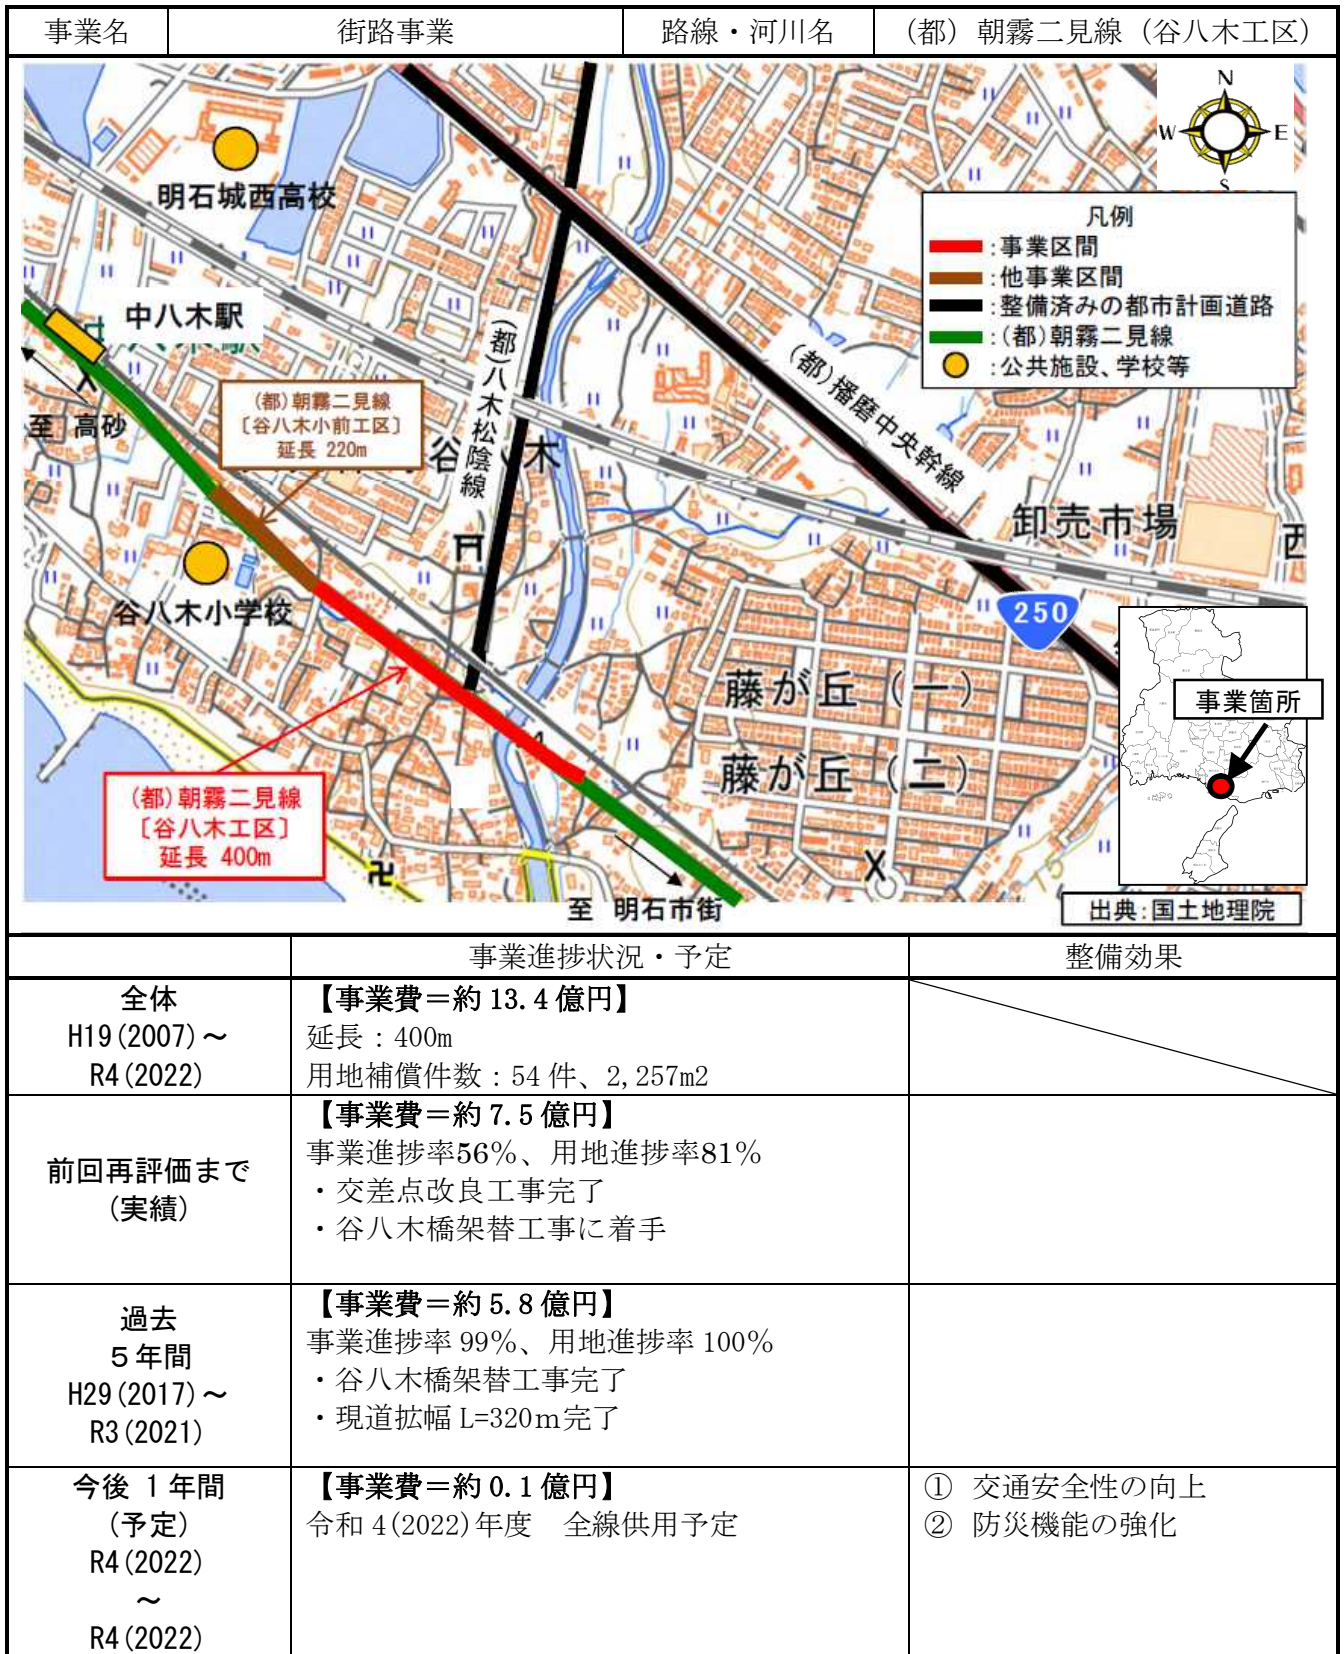 事業名 街路事業 路線・河川名 （都）朝霧二見線（谷八木工区）
N
W E
S
明石城西高校
凡例
:事業区間
:他事業区間
:整備済みの都市計画道路
:(都)朝霧二見線
:公共施設、学校等
中八木駅
至 高砂
(都)朝霧二見線
〔谷八木小前工区〕
延長 220m
(都)八木松陰線
(都)播磨中央幹線
谷 木
卸売市場
西
250
谷八木小学校
藤が丘（一）
藤が丘（二）
事業箇所
(都)朝霧二見線
〔谷八木工区〕
延長 400m
至 明石市街
出典:国土地理院
事業進捗状況・予定 整備効果
全体
H19(2007)～
R4(2022)
【事業費＝約 13.4 億円】
延長：400m
用地補償件数：54 件、2,257m2
前回再評価まで
(実績)
【事業費＝約 7.5 億円】
事業進捗率56％、用地進捗率81％
・交差点改良工事完了
・谷八木橋架替工事に着手
過去
５年間
H29(2017)～
R3(2021)
【事業費＝約 5.8 億円】
事業進捗率 99％、用地進捗率 100％
・谷八木橋架替工事完了
・現道拡幅 L=320ｍ完了
今後 1 年間
(予定)
R4(2022)
～
R4(2022)
【事業費＝約 0.1 億円】
令和 4(2022)年度　全線供用予定
① 交通安全性の向上
② 防災機能の強化